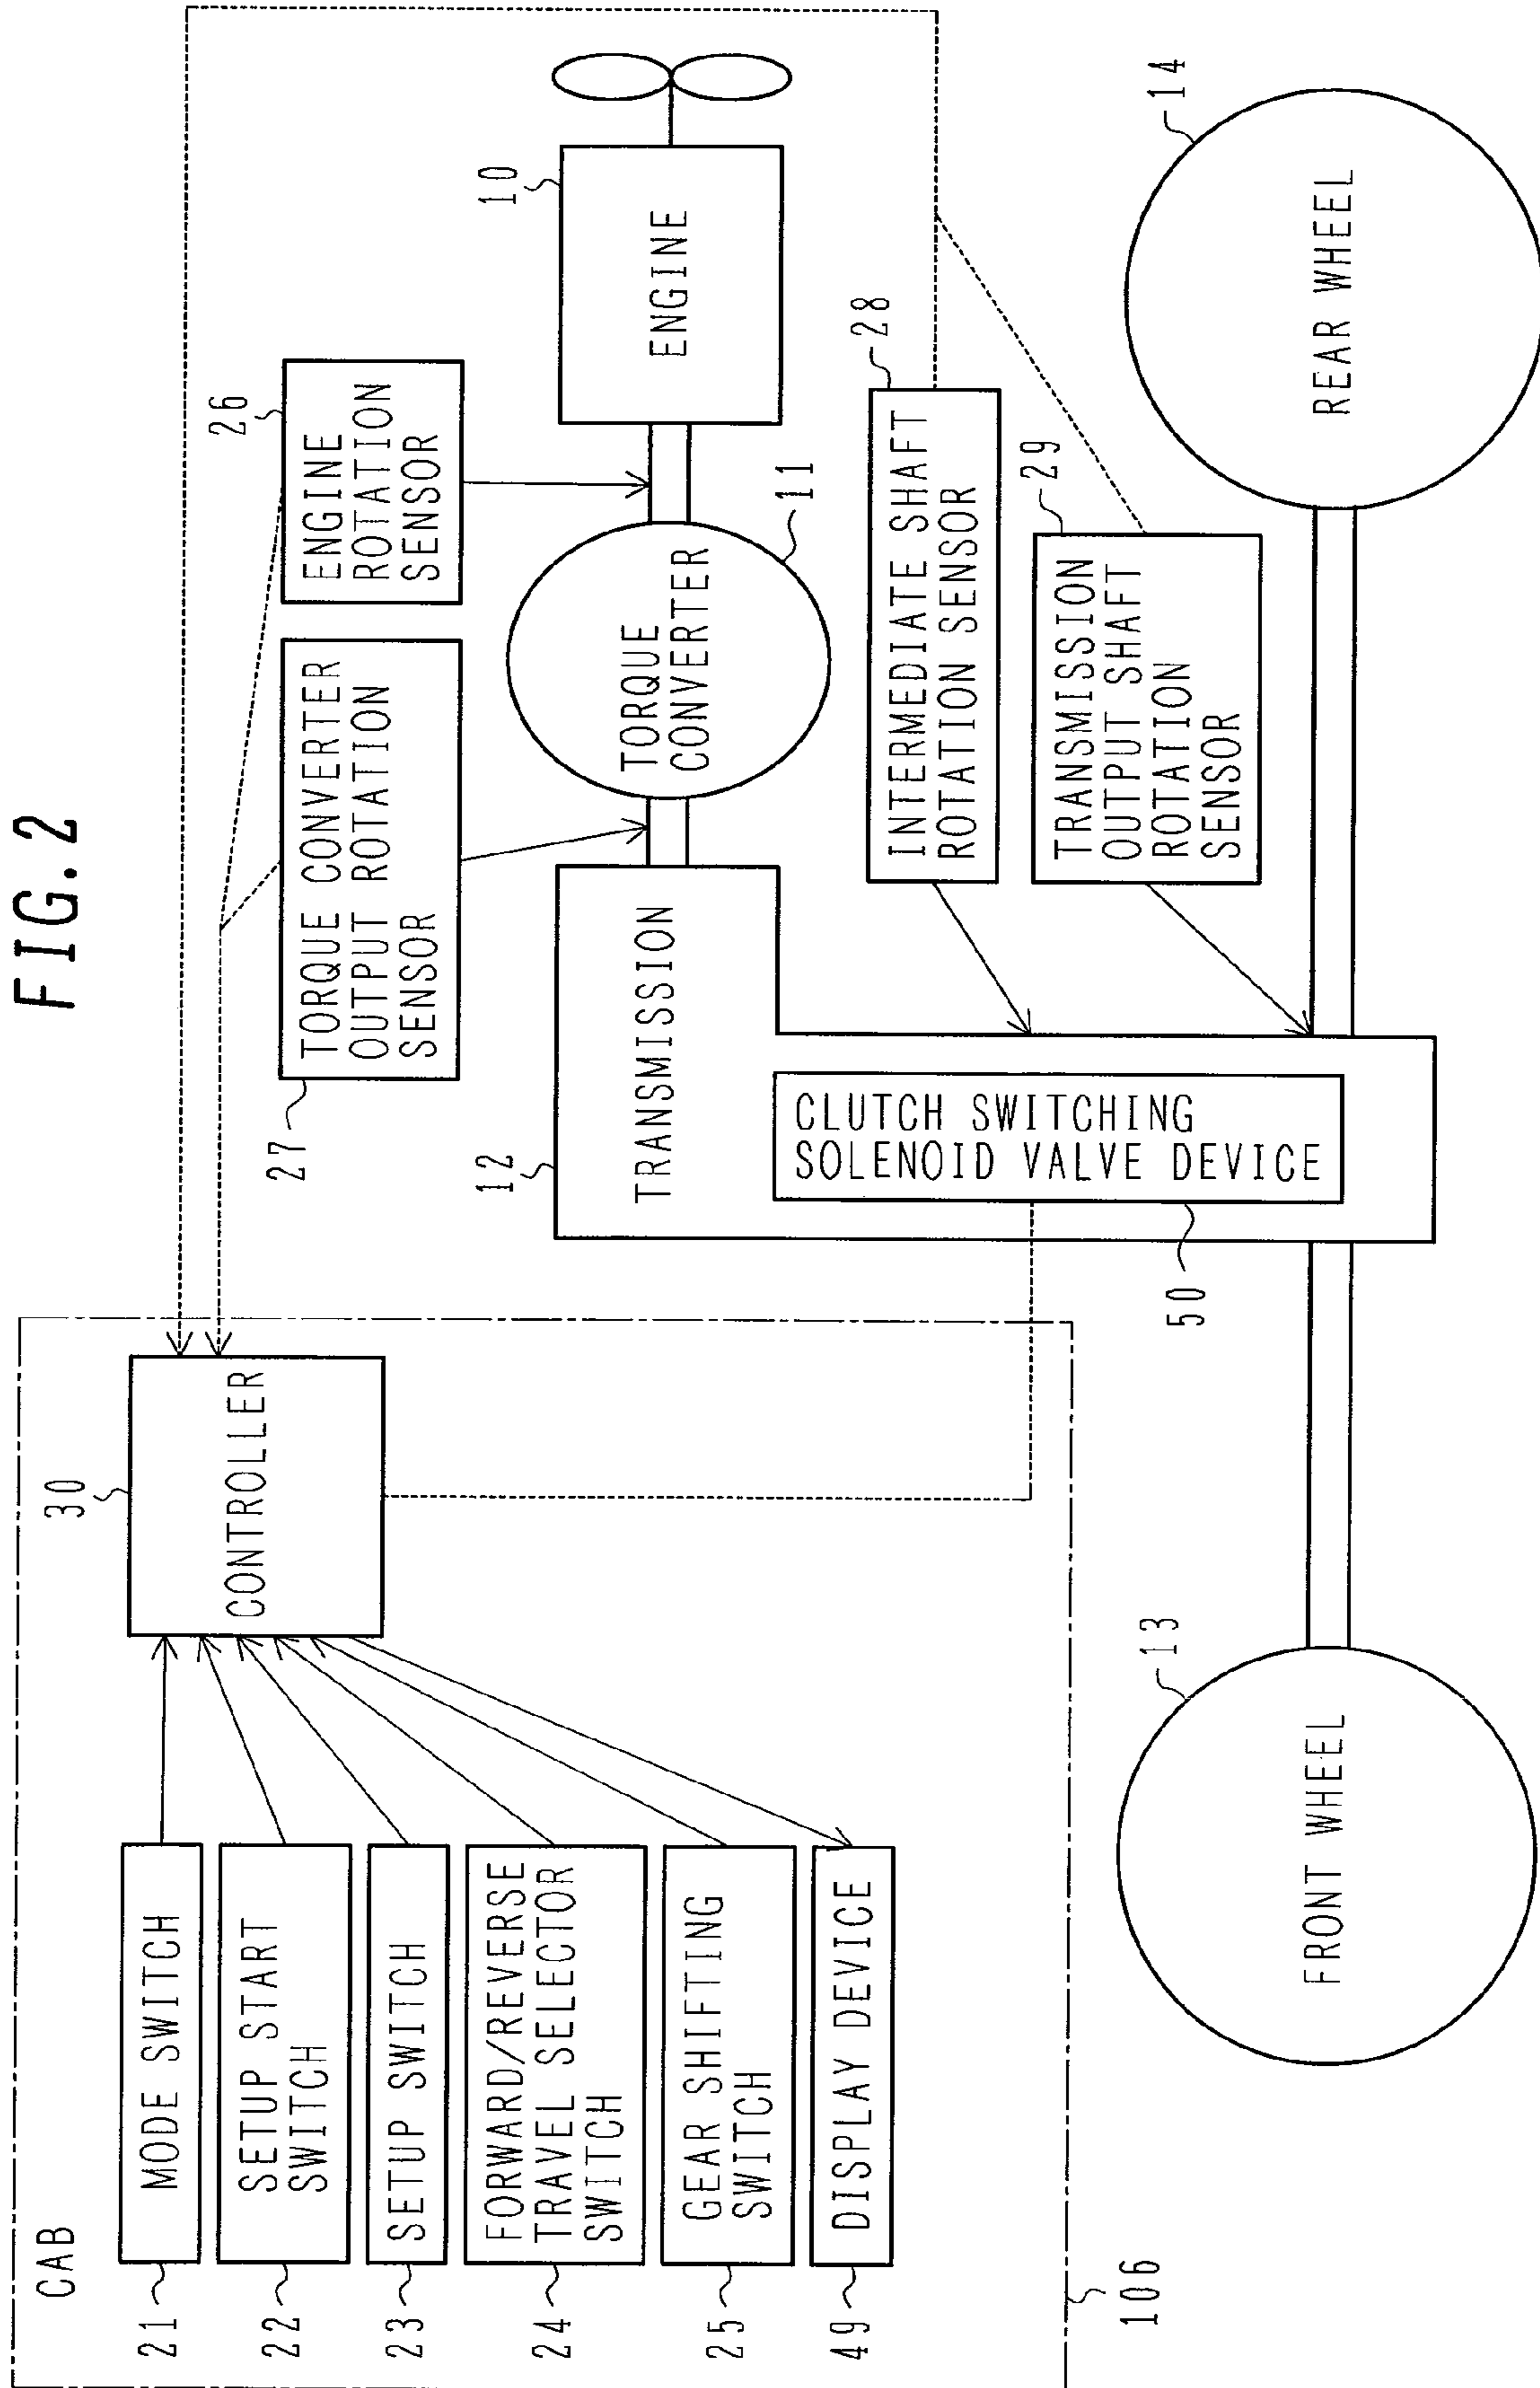 FIG. 2
CAB
21
MODE SWITCH
22
SETUP START
SWITCH
23
SETUP SWITCH
24
FORWARD/REVERSE
TRAVEL SELECTOR
SWITCH
25
GEAR SHIFTING
SWITCH
49
DISPLAY DEVICE
106
30
CONTROLLER
27
TORQUE CONVERTER
OUTPUT ROTATION
SENSOR
26
ENGINE
ROTATION
SENSOR
12
TRANSMISSION
TORQUE
CONVERTER
11
10
ENGINE
CLUTCH SWITCHING
SOLENOID VALVE DEVICE
50
INTERMEDIATE SHAFT
ROTATION SENSOR
28
TRANSMISSION
OUTPUT SHAFT
ROTATION
SENSOR
29
13
FRONT WHEEL
14
REAR WHEEL